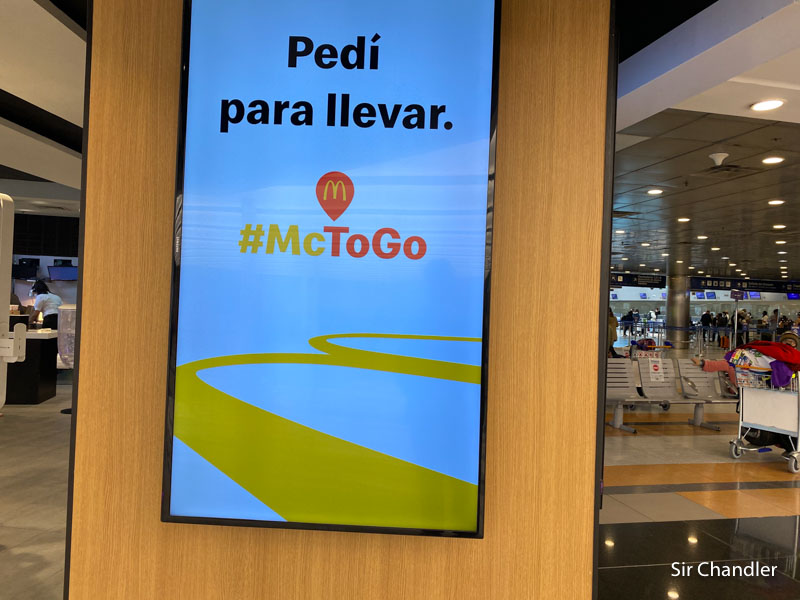 Pedí
para llevar.
#McToGo
Sir Chandler